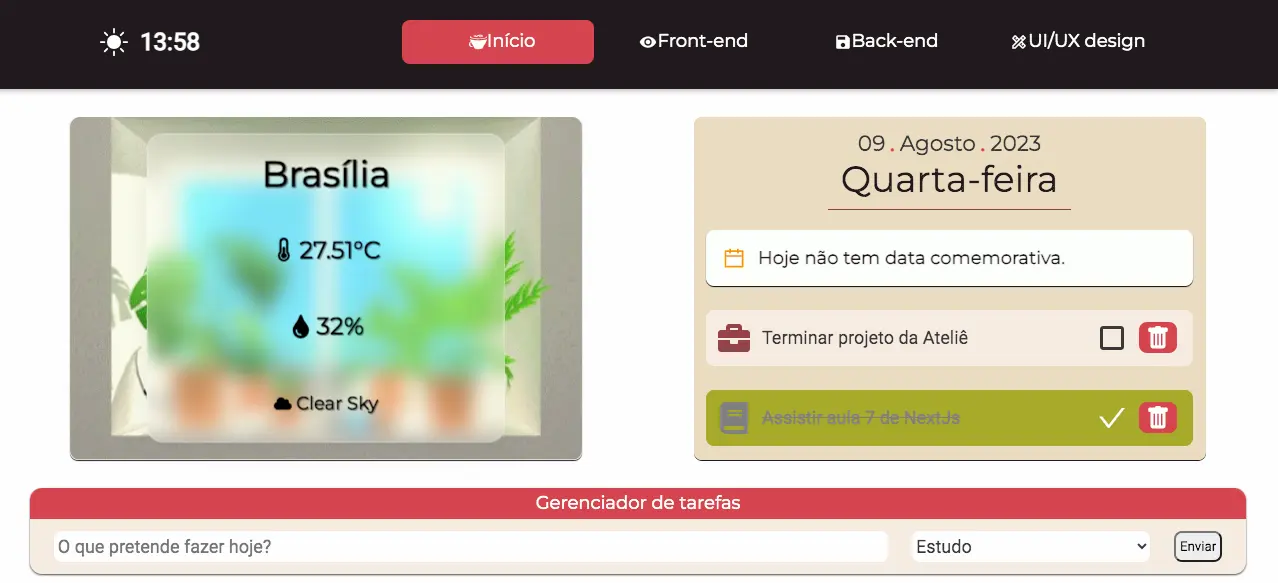 13:58
Início
Front-end
Back-end
UI/UX design
Brasília
27.51°C
32%
Clear Sky
09 . Agosto . 2023
Quarta-feira
Hoje não tem data comemorativa.
Terminar projeto da Ateliê
Assistir aula 7 de NextJs
Gerenciador de tarefas
O que pretende fazer hoje?
Estudo
Enviar